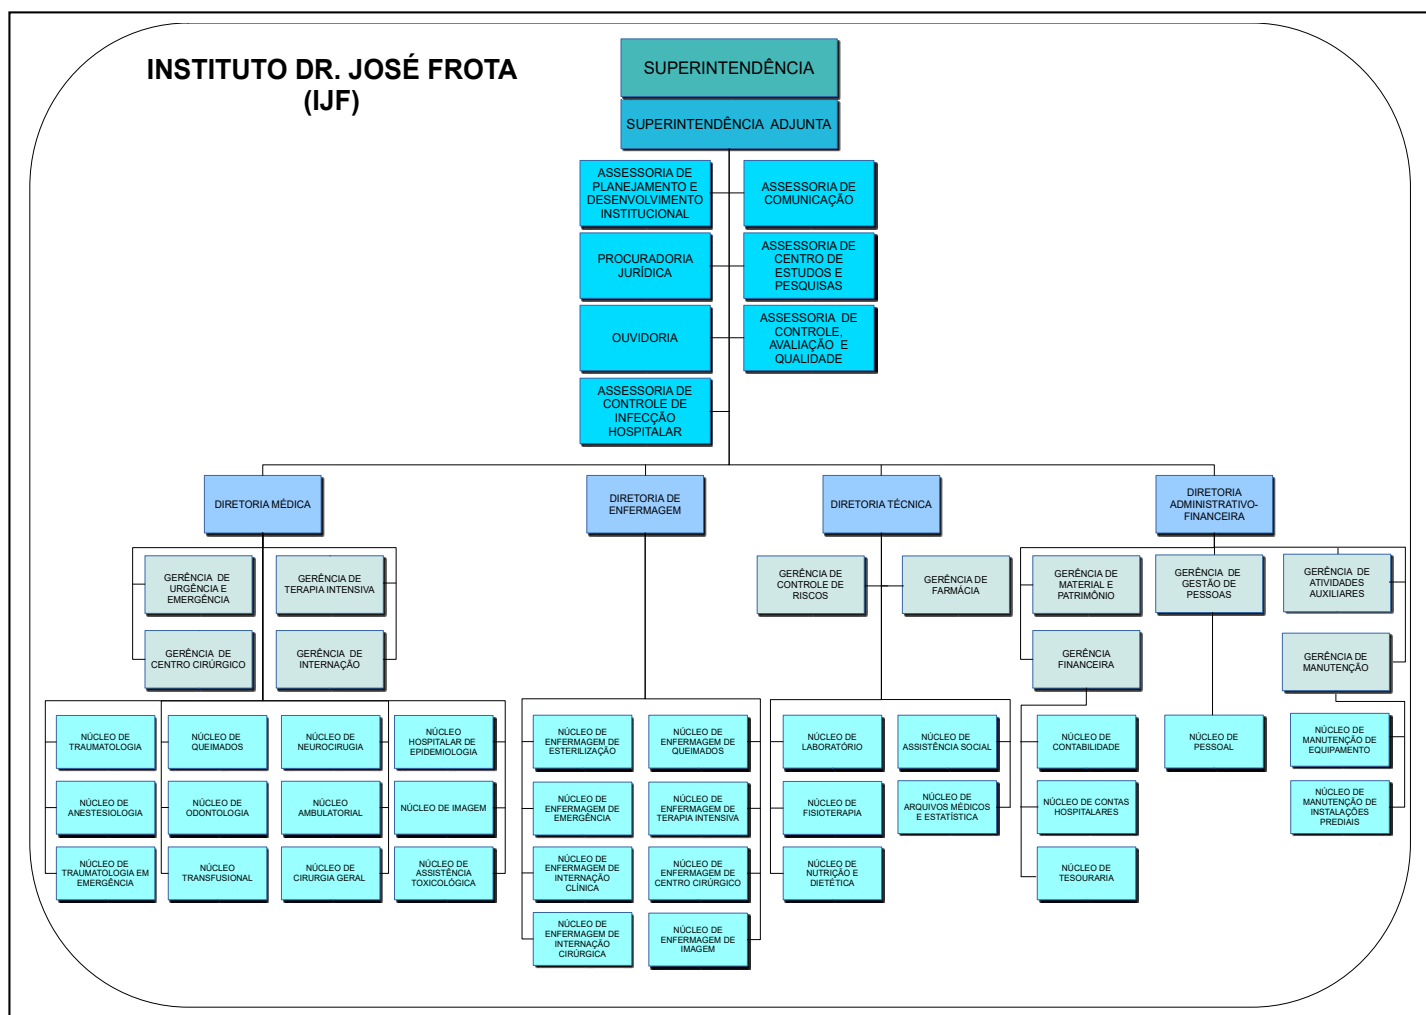 INSTITUTO DR. JOSÉ FROTA
(IJF)
SUPERINTENDÊNCIA
SUPERINTENDÊNCIA ADJUNTA
ASSESSORIA DE
PLANEJAMENTO E
DESENVOLVIMENTO
INSTITUCIONAL
ASSESSORIA DE
COMUNICAÇÃO
PROCURADORIA
JURÍDICA
ASSESSORIA DE
CENTRO DE
ESTUDOS E
PESQUISAS
OUVIDORIA
ASSESSORIA DE
CONTROLE,
AVALIAÇÃO E
QUALIDADE
ASSESSORIA DE
CONTROLE DE
INFECÇÃO
HOSPITALAR
DIRETORIA MÉDICA
DIRETORIA DE
ENFERMAGEM
DIRETORIA TÉCNICA
DIRETORIA
ADMINISTRATIVO-
FINANCEIRA
GERÊNCIA DE
URGÊNCIA E
EMERGÊNCIA
GERÊNCIA DE
TERAPIA INTENSIVA
GERÊNCIA DE
CONTROLE DE
RISCOS
GERÊNCIA DE
FARMÁCIA
GERÊNCIA DE
MATERIAL E
PATRIMÔNIO
GERÊNCIA DE
GESTÃO DE
PESSOAS
GERÊNCIA DE
ATIVIDADES
AUXILIARES
GERÊNCIA DE
CENTRO CIRÚRGICO
GERÊNCIA DE
INTERNAÇÃO
GERÊNCIA
FINANCEIRA
GERÊNCIA DE
MANUTENÇÃO
NÚCLEO DE
TRAUMATOLOGIA
NÚCLEO DE
QUEIMADOS
NÚCLEO DE
NEUROCIRUGIA
NÚCLEO
HOSPITALAR DE
EPIDEMIOLOGIA
NÚCLEO DE
ENFERMAGEM DE
ESTERILIZAÇÃO
NÚCLEO DE
ENFERMAGEM DE
QUEIMADOS
NÚCLEO DE
LABORATÓRIO
NÚCLEO DE
ASSISTÊNCIA SOCIAL
NÚCLEO DE
CONTABILIDADE
NÚCLEO DE
PESSOAL
NÚCLEO DE
MANUTENÇÃO DE
EQUIPAMENTO
NÚCLEO DE
ANESTESIOLOGIA
NÚCLEO DE
ODONTOLOGIA
NÚCLEO
AMBULATORIAL
NÚCLEO DE IMAGEM
NÚCLEO DE
ENFERMAGEM DE
EMERGÊNCIA
NÚCLEO DE
ENFERMAGEM DE
TERAPIA INTENSIVA
NÚCLEO DE
FISIOTERAPIA
NÚCLEO DE
ARQUIVOS MÉDICOS
E ESTATÍSTICA
NÚCLEO DE CONTAS
HOSPITALARES
NÚCLEO DE
MANUTENÇÃO DE
INSTALAÇÕES
PREDIAIS
NÚCLEO DE
TRAUMATOLOGIA EM
EMERGÊNCIA
NÚCLEO
TRANSFUSIONAL
NÚCLEO DE
CIRURGIA GERAL
NÚCLEO DE
ASSISTÊNCIA
TOXICOLÓGICA
NÚCLEO DE
ENFERMAGEM DE
INTERNAÇÃO
CLÍNICA
NÚCLEO DE
ENFERMAGEM DE
CENTRO CIRÚRGICO
NÚCLEO DE
NUTRIÇÃO E
DIETÉTICA
NÚCLEO DE
TESOURARIA
NÚCLEO DE
ENFERMAGEM DE
INTERNAÇÃO
CIRÚRGICA
NÚCLEO DE
ENFERMAGEM DE
IMAGEM